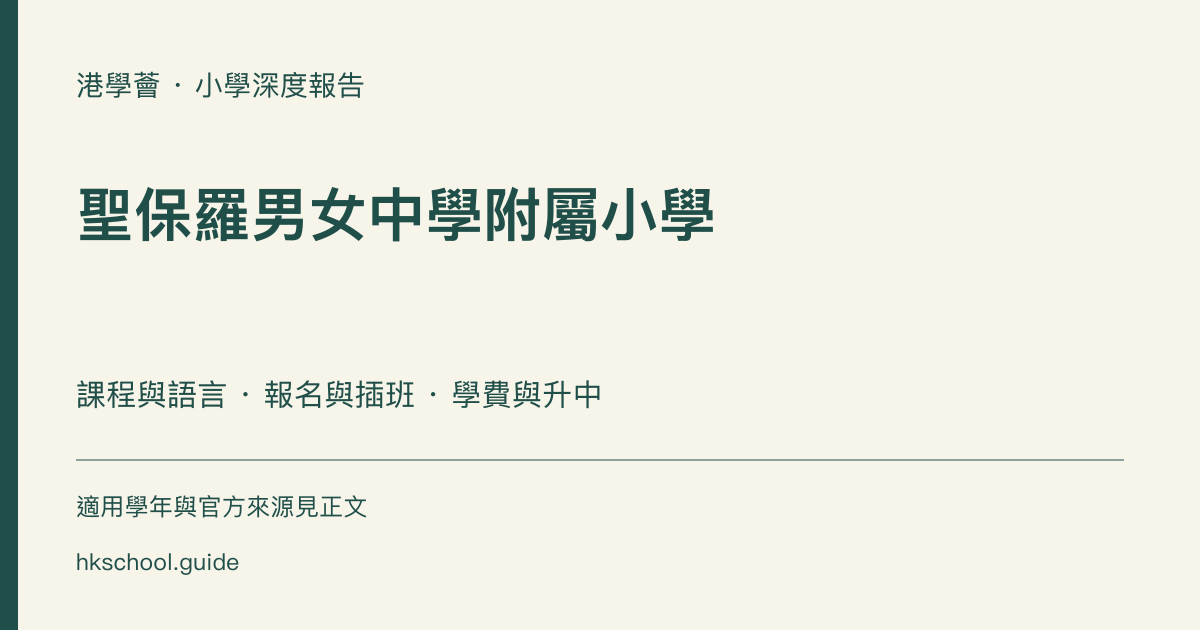 港學薈 · 小學深度報告
聖保羅男女中學附屬小學
課程與語言 · 報名與插班 · 學費與升中
適用學年與官方來源見正文
hkschool.guide